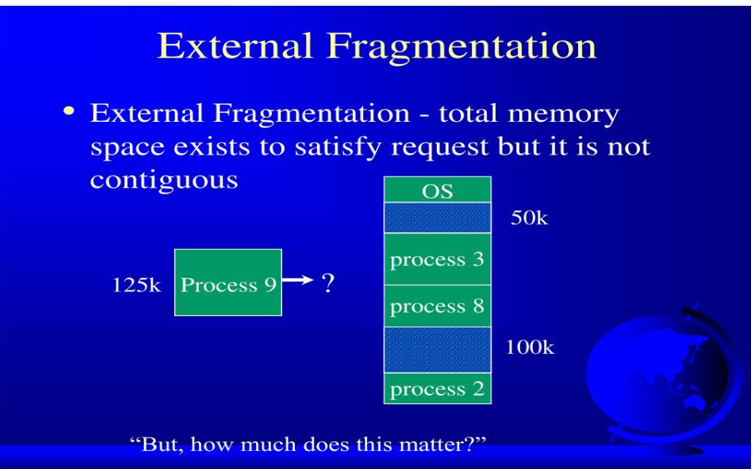 External Fragmentation
• External Fragmentation - total memory
space exists to satisfy request but it is not
contiguous
OS
50k
process 3
125k
Process 9
?
process 8
100k
process 2
“But, how much does this matter?”